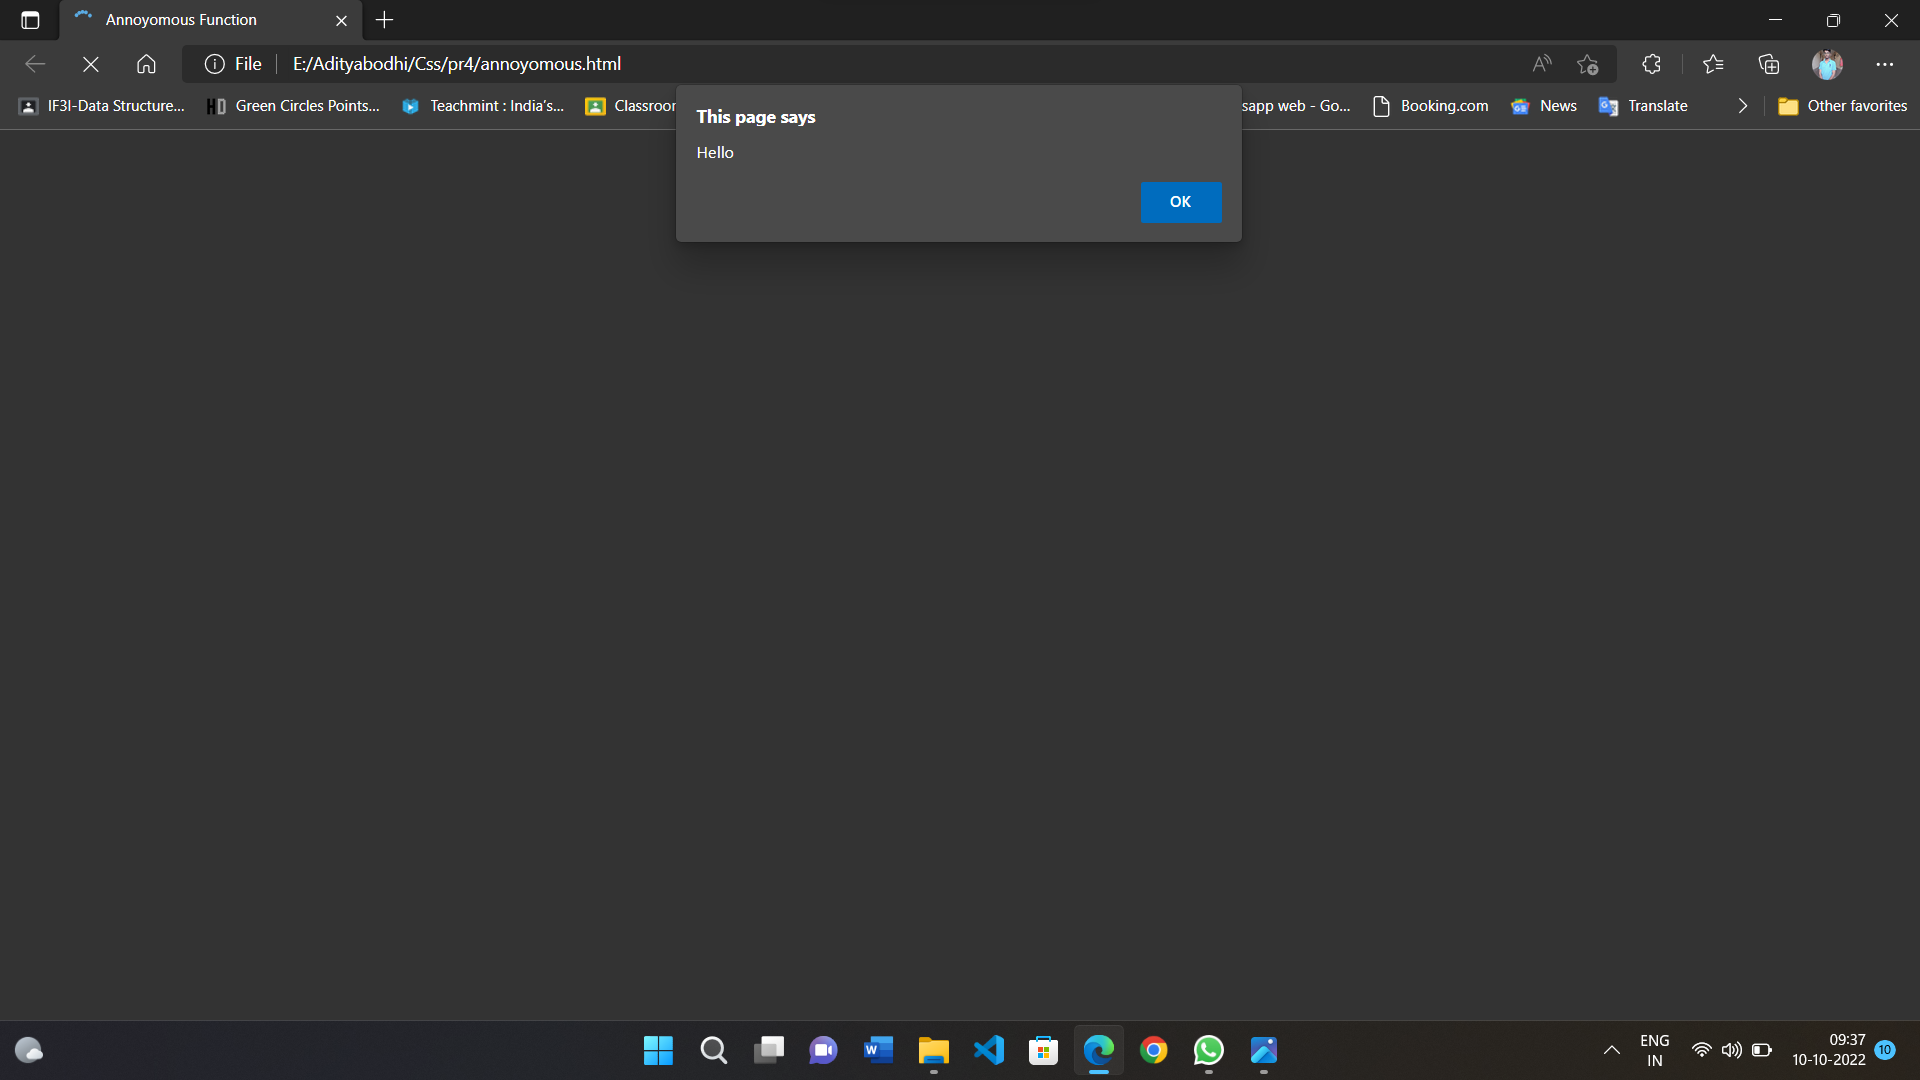 Annoyomous Function
File E:/Adityabodhi/Css/pr4/annoyomous.html
IF3I-Data Structure... Green Circles Points... Teachmint : India's... Classroor sapp web - Go... Booking.com News Translate Other favorites
This page says
Hello
OK
ENG
IN
09:37
10-10-2022
10